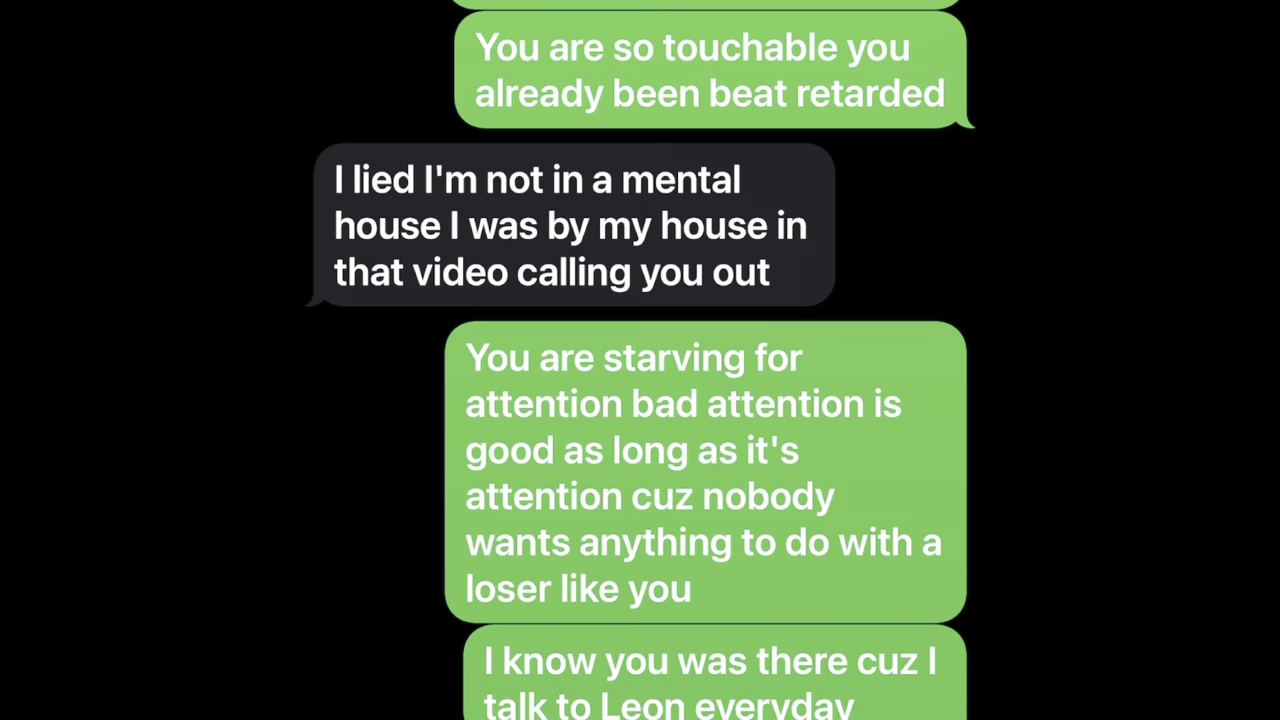 You are so touchable you
already been beat retarded
I lied I'm not in a mental
house I was by my house in
that video calling you out
You are starving for
attention bad attention is
good as long as it's
attention cuz nobody
wants anything to do with a
loser like you
I know you was there cuz I
talk to Leon everyday